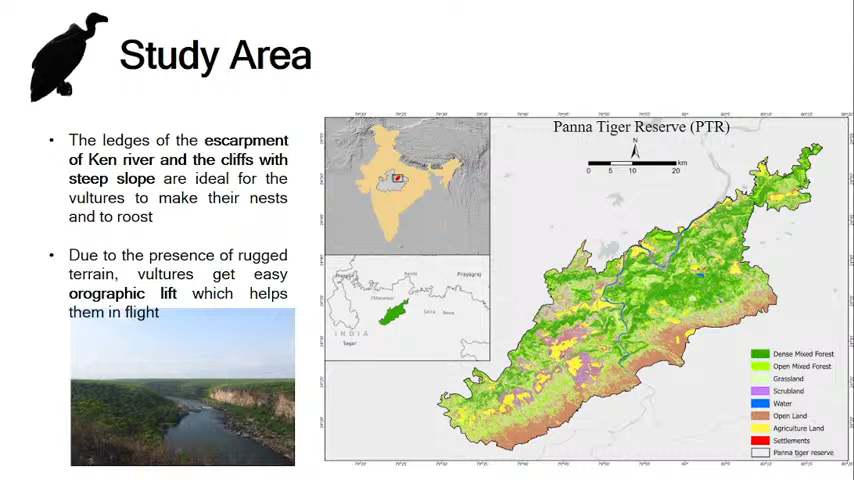 Study Area
• The ledges of the escarpment
of Ken river and the cliffs with
steep slope are ideal for the
vultures to make their nests
and to roost
• Due to the presence of rugged
terrain, vultures get easy
orographic lift which helps
them in flight
Panna Tiger Reserve (PTR)
N
0 5 10 20 km
Prayagraj
Satna
Rewa
INDIA
Sagar
Dense Mixed Forest
Open Mixed Forest
Grassland
Scrubland
Water
Open Land
Agriculture Land
Settlements
Panna tiger reserve